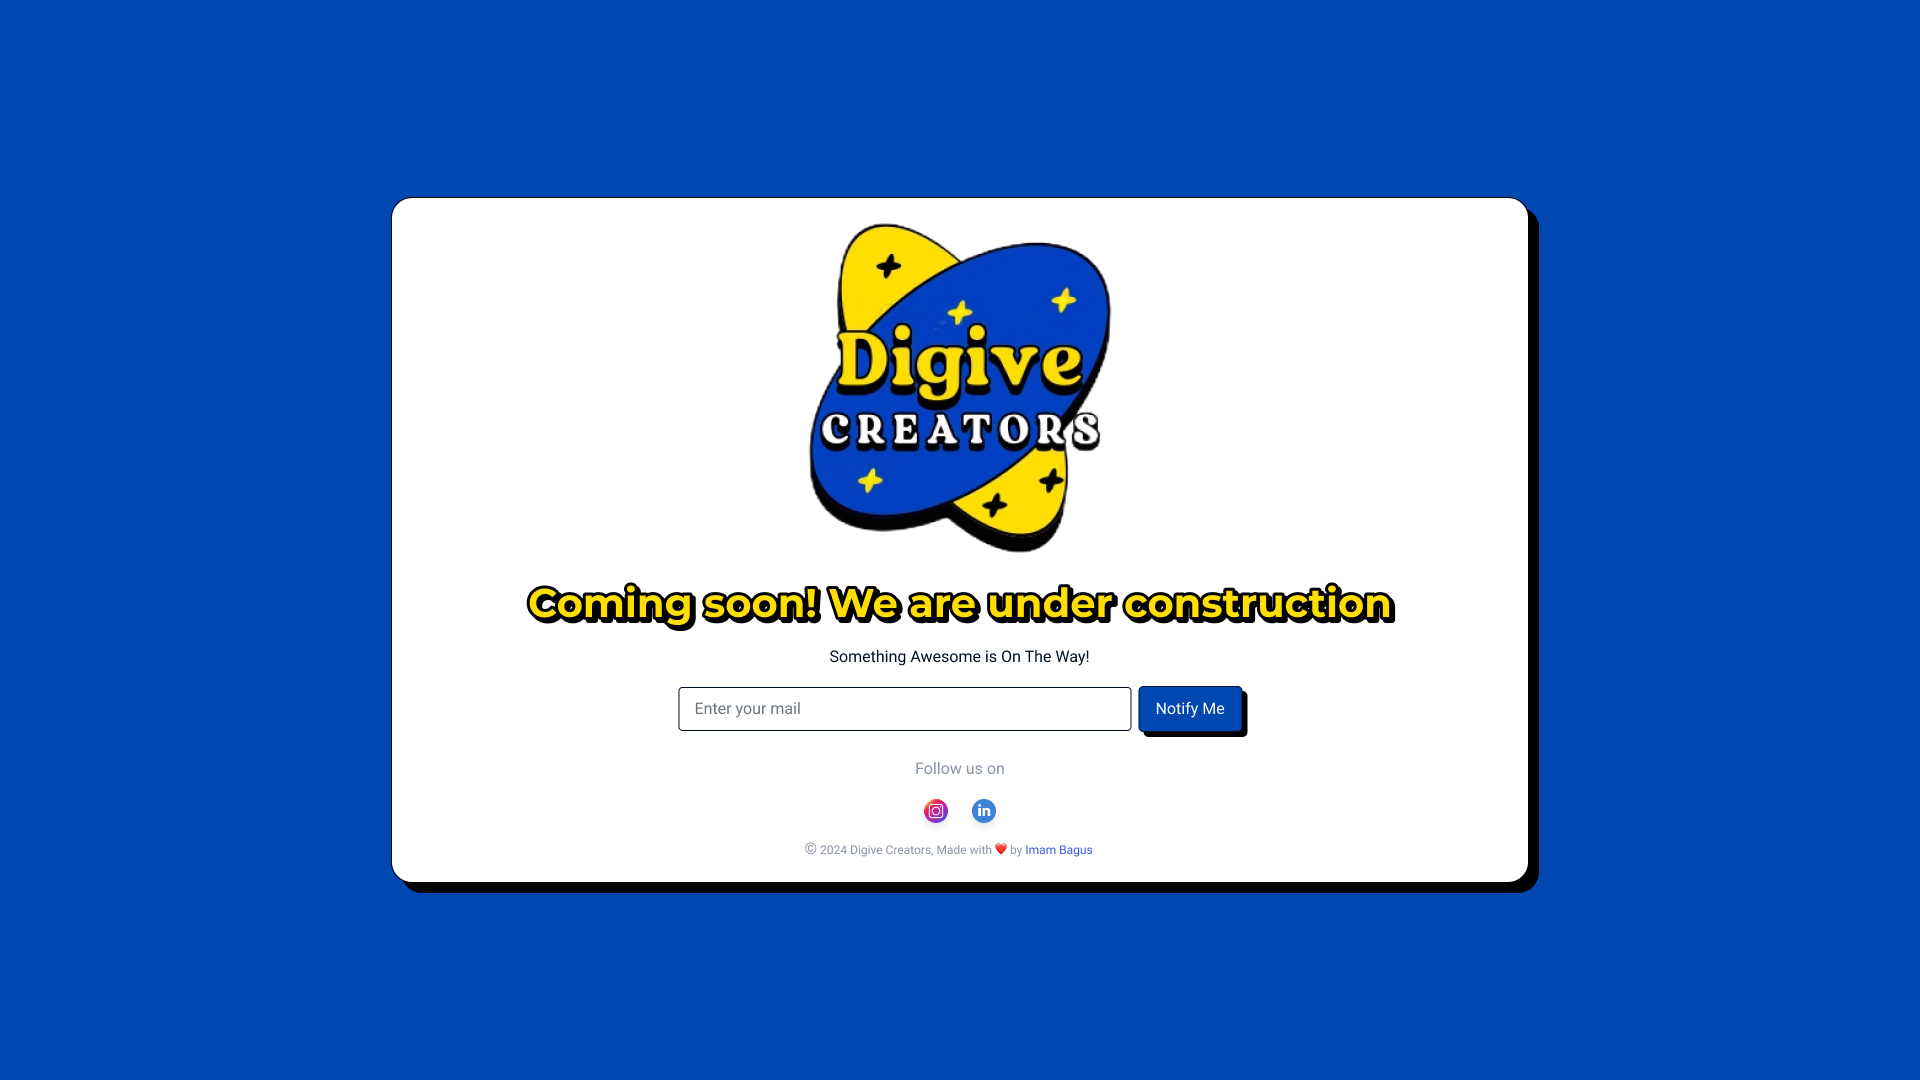 Digive
CREATORS
Coming soon! We are under construction
Something Awesome is On The Way!
Enter your mail
Notify Me
Follow us on
in
© 2024 Digive Creators, Made with ❤️ by Imam Bagus